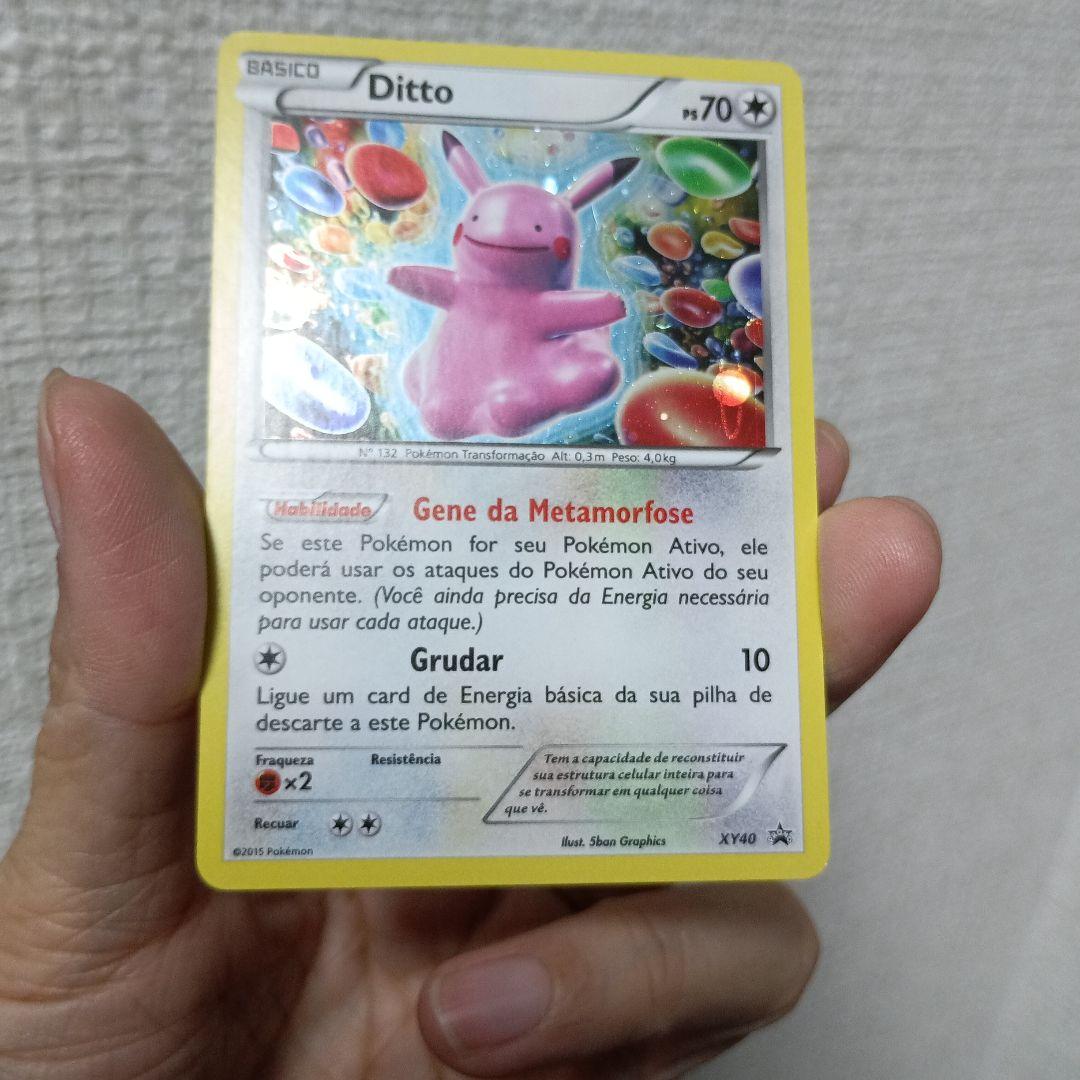 BÁSICO
Ditto
PS70
Nº 132 Pokémon Transformação Alt: 0,3m Peso: 4,0kg
Habilidade Gene da Metamorfose
Se este Pokémon for seu Pokémon Ativo, ele
poderá usar os ataques do Pokémon Ativo do seu
oponente. (Você ainda precisa da Energia necessária
para usar cada ataque.)
Grudar 10
Ligue um card de Energia básica da sua pilha de
descarte a este Pokémon.
Fraqueza Resistência
x2
Tem a capacidade de reconstituir
sua estrutura celular inteira para
se transformar em qualquer coisa
que vê.
Recuar
Ilust. 5ban Graphics XY40
©2015 Pokémon